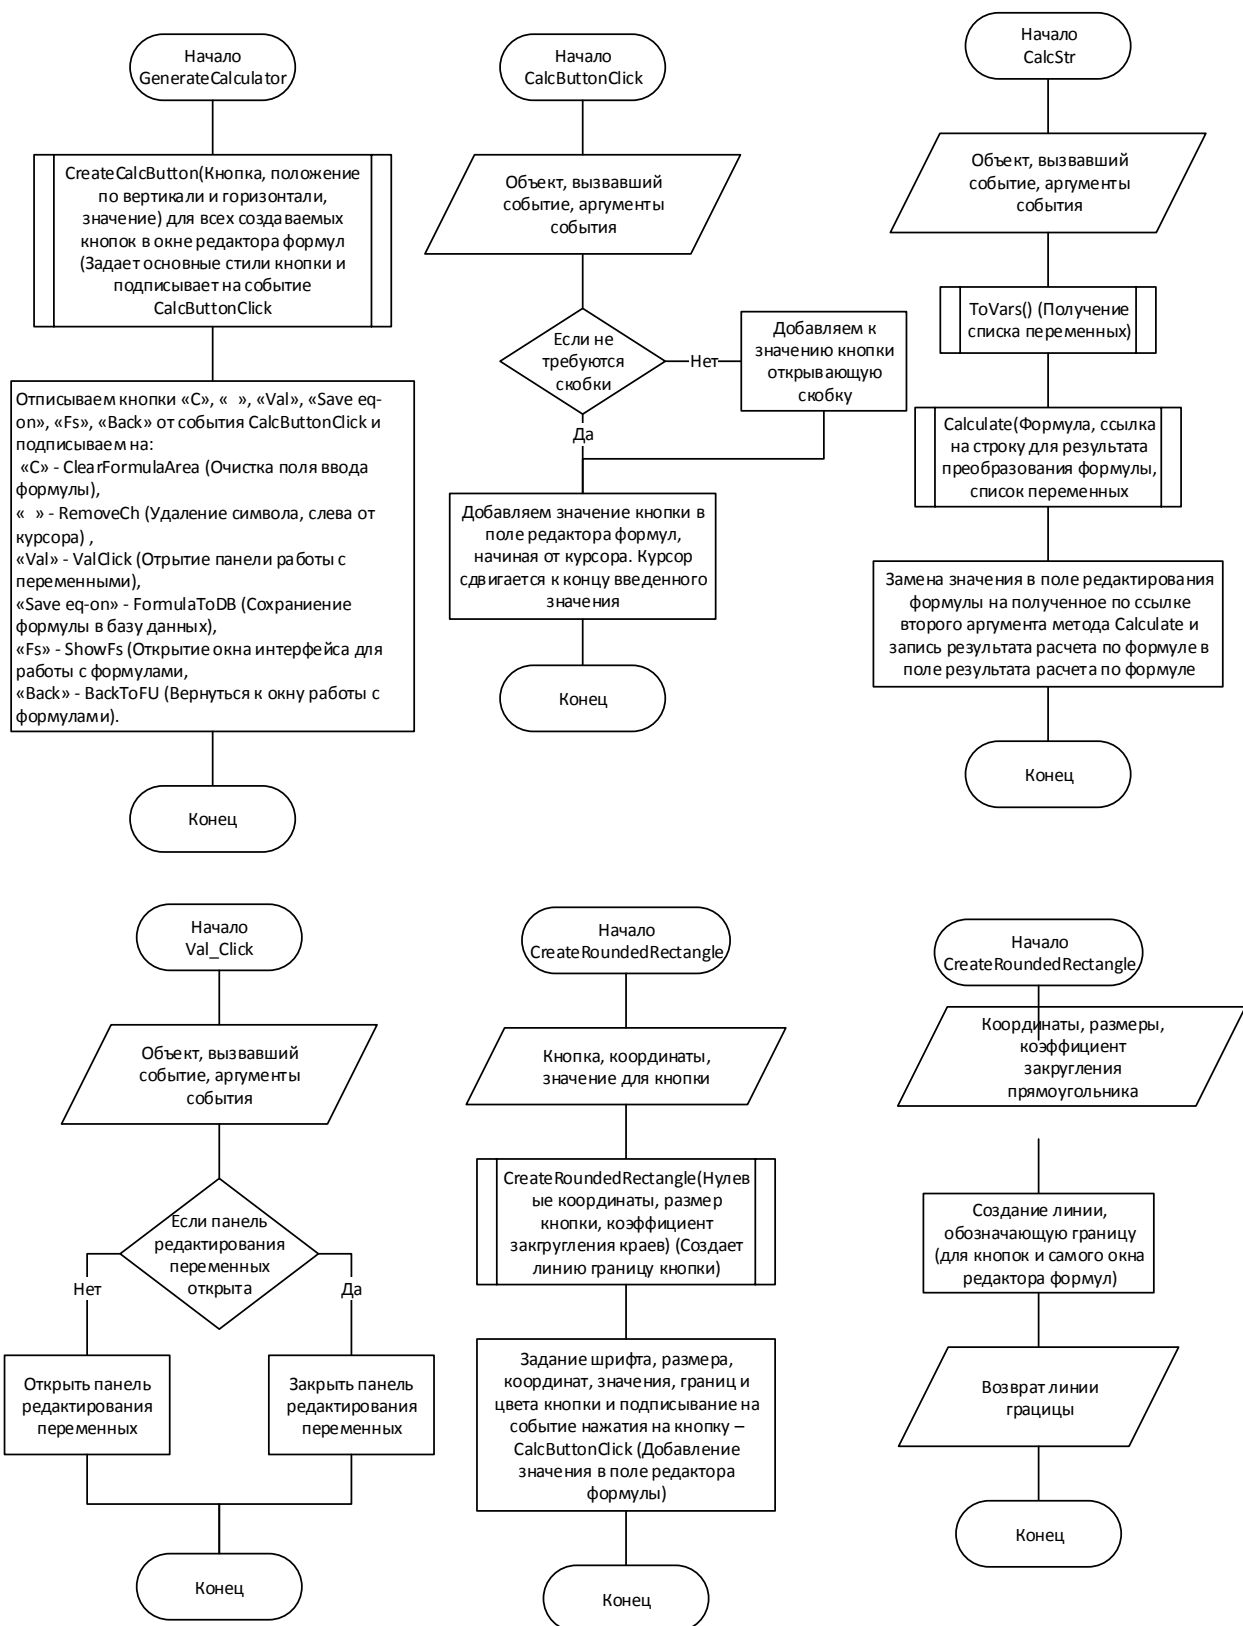 Начало
GenerateCalculator
CreateCalcButton(Кнопка, положение
по вертикали и горизонтали,
значение) для всех создаваемых
кнопок в окне редактора формул
(Задает основные стили кнопки и
подписывает на событие
CalcButtonClick
Отписываем кнопки «C», «  », «Val», «Save eq-
on», «Fs», «Back» от события CalcButtonClick и
подписываем на:
«C» - ClearFormulaArea (Очистка поля ввода
формулы),
«  » - RemoveCh (Удаление символа, слева от
курсора) ,
«Val» - ValClick (Отрытие панели работы с
переменными),
«Save eq-on» - FormulaToDB (Сохраниение
формулы в базу данных),
«Fs» - ShowFs (Открытие окна интерфейса для
работы с формулами,
«Back» - BackToFU (Вернуться к окну работы с
формулами).
Конец
Начало
CalcButtonClick
Объект, вызвавший
событие, аргументы
события
Если не
требуются
скобки
Нет
Добавляем к
значению кнопки
открывающую
скобку
Да
Добавляем значение кнопки в
поле редактора формул,
начиная от курсора. Курсор
сдвигается к концу введенного
значения
Конец
Начало
CalcStr
Объект, вызвавший
событие, аргументы
события
ToVars() (Получение
списка переменных)
Calculate(Формула, ссылка
на строку для результата
преобразования формулы,
список переменных
Замена значения в поле редактирования
формулы на полученное по ссылке
второго аргумента метода Calculate и
запись результата расчета по формуле в
поле результата расчета по формуле
Конец
Начало
Val_Click
Объект, вызвавший
событие, аргументы
события
Если панель
редактирования
переменных
открыта
Нет
Да
Открыть панель
редактирования
переменных
Закрыть панель
редактирования
переменных
Конец
Начало
CreateRoundedRectangle
Кнопка, координаты,
значение для кнопки
CreateRoundedRectangle(Нулев
ые координаты, размер
кнопки, коэффициент
закгругления краев) (Создает
линию границу кнопки)
Задание шрифта, размера,
координат, значения, границ и
цвета кнопки и подписывание на
событие нажатия на кнопку –
CalcButtonClick (Добавление
значения в поле редактора
формулы)
Конец
Начало
CreateRoundedRectangle
Координаты, размеры,
коэффициент
закругления
прямоугольника
Создание линии,
обозначающую границу
(для кнопок и самого окна
редактора формул)
Возврат линии
грацицы
Конец